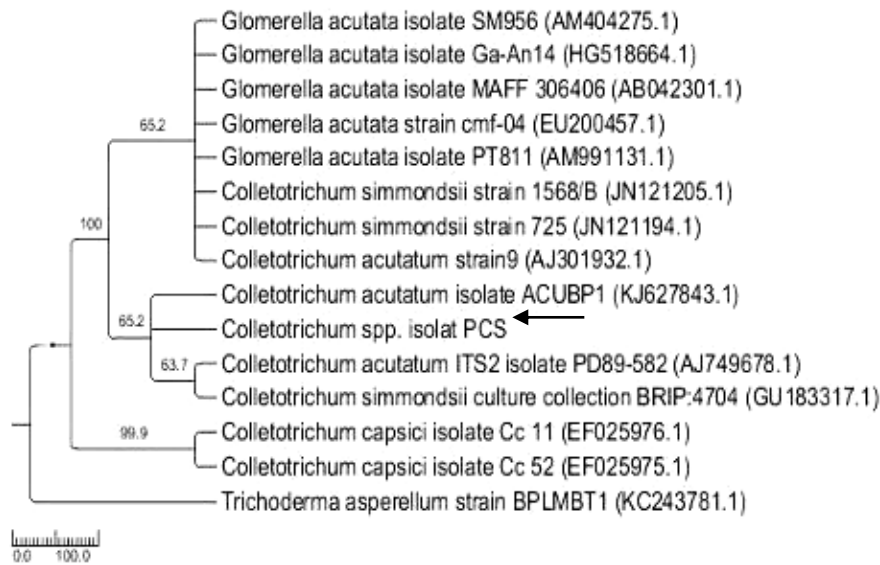 Glomerella acutata isolate SM956 (AM404275.1)
Glomerella acutata isolate Ga-An14 (HG518664.1)
Glomerella acutata isolate MAFF 306406 (AB042301.1)
65.2
Glomerella acutata strain cmf-04 (EU200457.1)
Glomerella acutata isolate PT811 (AM991131.1)
Colletotrichum simmondsii strain 1568/B (JN121205.1)
100
Colletotrichum simmondsii strain 725 (JN121194.1)
Colletotrichum acutatum strain9 (AJ301932.1)
Colletotrichum acutatum isolate ACUBP1 (KJ627843.1)
65.2
Colletotrichum spp. isolat PCS
63.7
Colletotrichum acutatum ITS2 isolate PD89-582 (AJ749678.1)
Colletotrichum simmondsii culture collection BRIP:4704 (GU183317.1)
99.9
Colletotrichum capsici isolate Cc 11 (EF025976.1)
Colletotrichum capsici isolate Cc 52 (EF025975.1)
Trichoderma asperellum strain BPLMBT1 (KC243781.1)
0.0 100.0